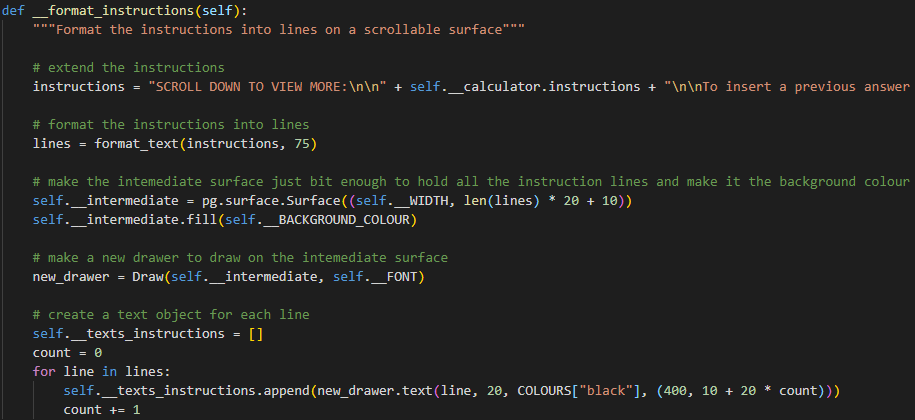 def __format_instructions(self):
    """Format the instructions into lines on a scrollable surface"""

    # extend the instructions
    instructions = "SCROLL DOWN TO VIEW MORE:\n\n" + self.__calculator.instructions + "\n\nTo insert a previous answer

    # format the instructions into lines
    lines = format_text(instructions, 75)

    # make the intemediate surface just bit enough to hold all the instruction lines and make it the background colour
    self.__intermediate = pg.surface.Surface((self.__WIDTH, len(lines) * 20 + 10))
    self.__intermediate.fill(self.__BACKGROUND_COLOUR)

    # make a new drawer to draw on the intemediate surface
    new_drawer = Draw(self.__intermediate, self.__FONT)

    # create a text object for each line
    self.__texts_instructions = []
    count = 0
    for line in lines:
        self.__texts_instructions.append(new_drawer.text(line, 20, COLOURS["black"], (400, 10 + 20 * count)))
        count += 1